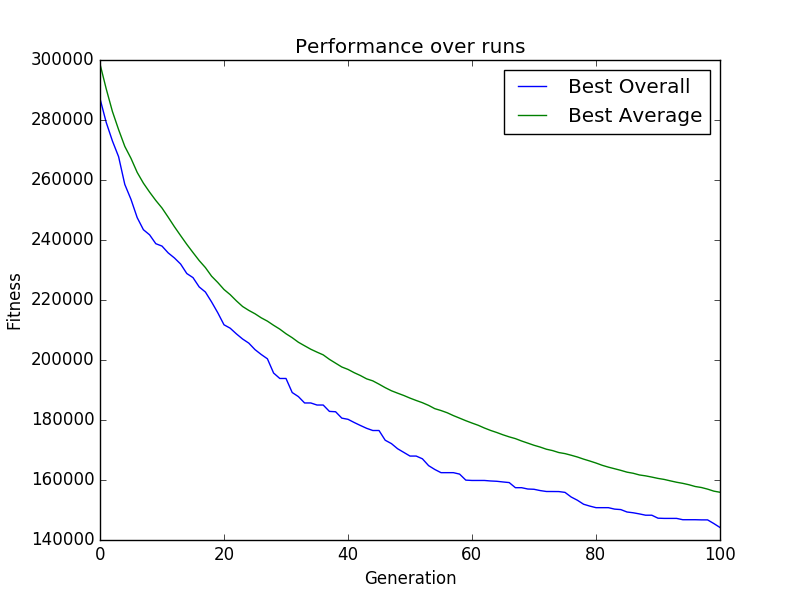 Performance over runs
300000
280000
260000
240000
220000
200000
180000
160000
140000
Fitness
Best Overall
Best Average
0 20 40 60 80 100
Generation